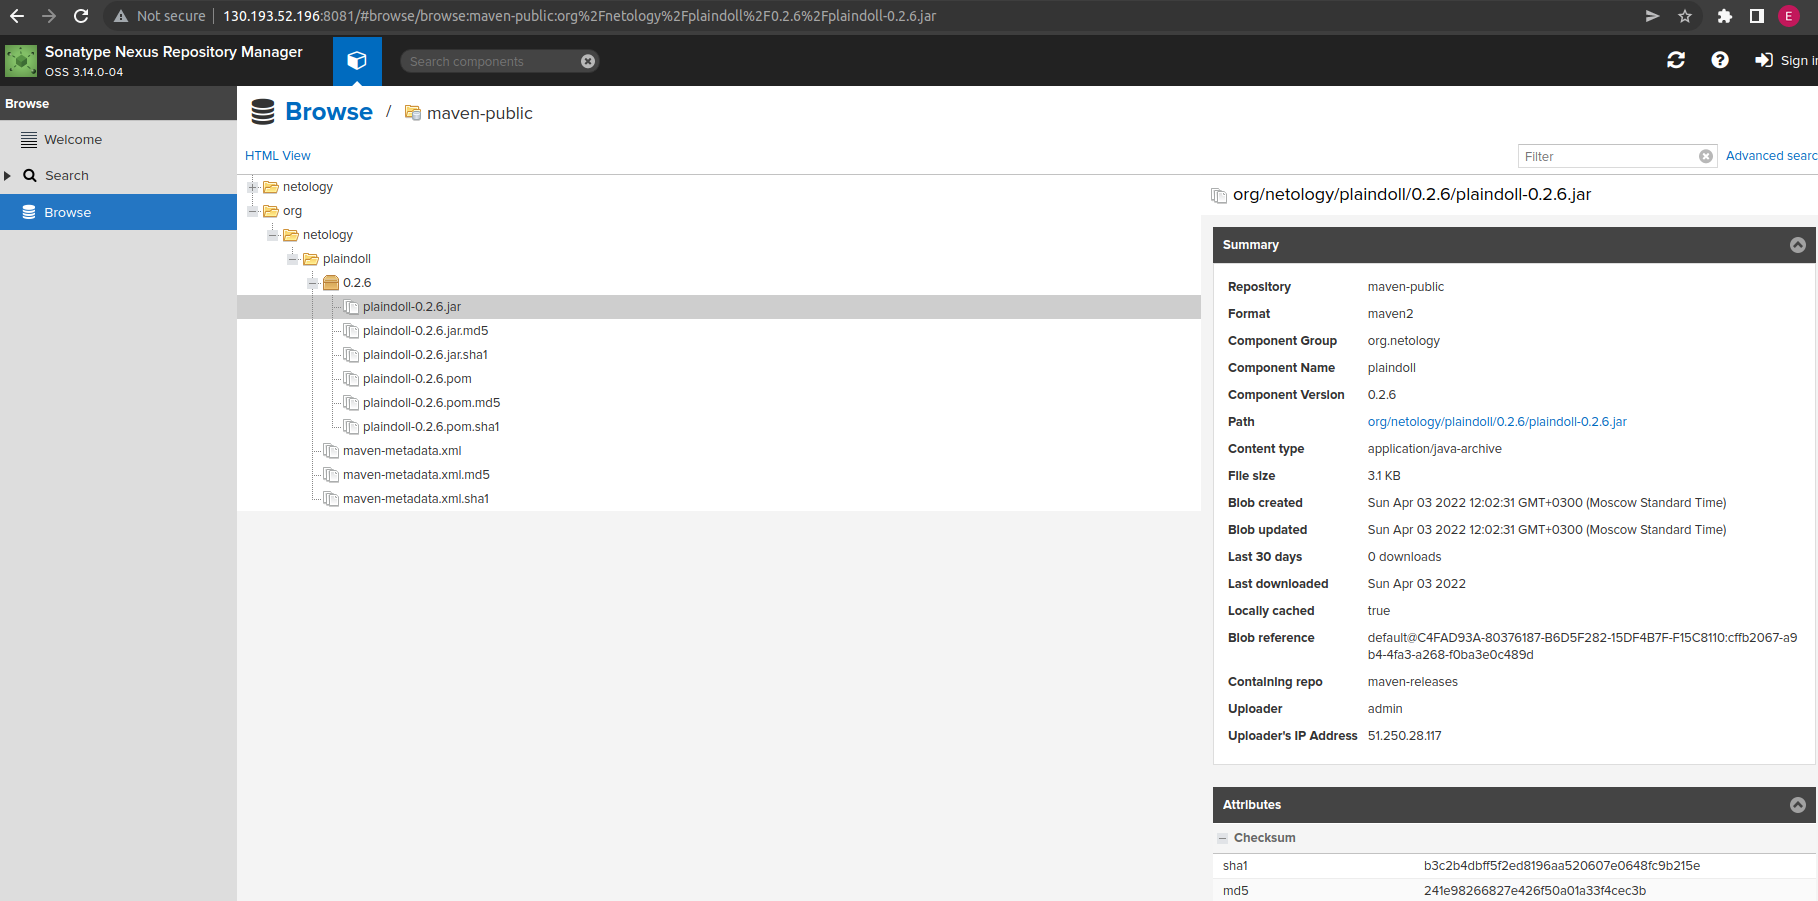 Not secure | 130.193.52.196:8081/#browse/browse:maven-public:org%2Fnetology%2Fplaindoll%2F0.2.6%2Fplaindoll-0.2.6.jar
E
Sonatype Nexus Repository Manager
OSS 3.14.0-04
Search components
Sign in
Browse
Welcome
Search
Browse
Browse / maven-public
HTML View
Filter
Advanced searc
netology
org
netology
plaindoll
0.2.6
plaindoll-0.2.6.jar
plaindoll-0.2.6.jar.md5
plaindoll-0.2.6.jar.sha1
plaindoll-0.2.6.pom
plaindoll-0.2.6.pom.md5
plaindoll-0.2.6.pom.sha1
maven-metadata.xml
maven-metadata.xml.md5
maven-metadata.xml.sha1
org/netology/plaindoll/0.2.6/plaindoll-0.2.6.jar
Summary
Repository maven-public
Format maven2
Component Group org.netology
Component Name plaindoll
Component Version 0.2.6
Path org/netology/plaindoll/0.2.6/plaindoll-0.2.6.jar
Content type application/java-archive
File size 3.1 KB
Blob created Sun Apr 03 2022 12:02:31 GMT+0300 (Moscow Standard Time)
Blob updated Sun Apr 03 2022 12:02:31 GMT+0300 (Moscow Standard Time)
Last 30 days 0 downloads
Last downloaded Sun Apr 03 2022
Locally cached true
Blob reference default@C4FAD93A-80376187-B6D5F282-15DF4B7F-F15C8110:cffb2067-a9
b4-4fa3-a268-f0ba3e0c489d
Containing repo maven-releases
Uploader admin
Uploader's IP Address 51.250.28.117
Attributes
Checksum
sha1 b3c2b4dbff5f2ed8196aa520607e0648fc9b215e
md5 241e98266827e426f50a01a33f4cec3b